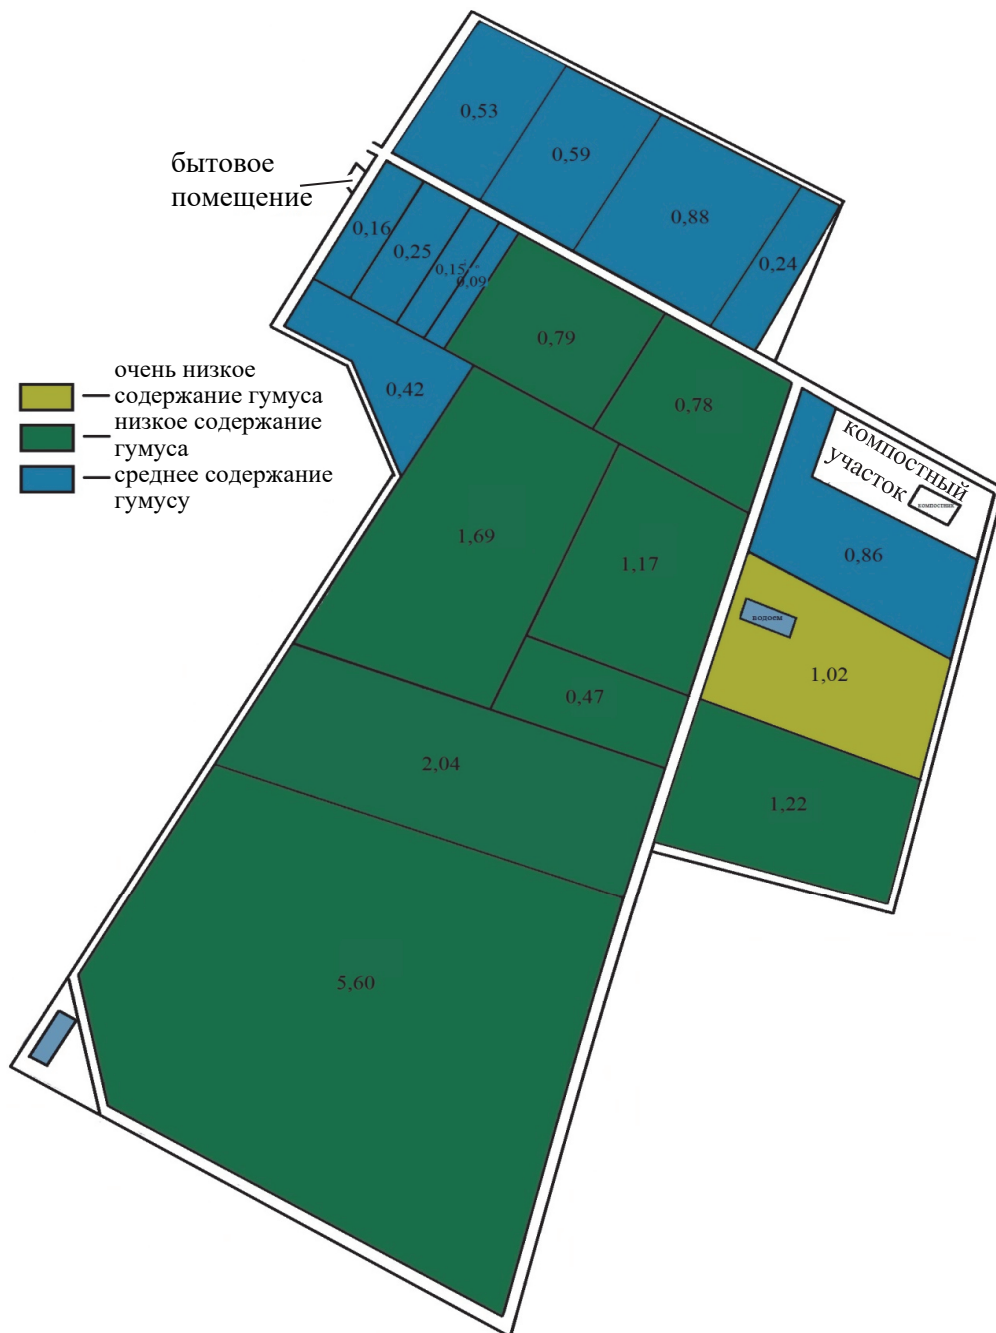 0,53
0,59
бытовое
помещение
0,88
0,16
0,25
0,24
0,15
0,09
0,79
очень низкое
содержание гумуса
низкое содержание
гумуса
среднее содержание
гумусу
0,42
0,78
компостный
участок
компостник
1,69
1,17
0,86
водоем
1,02
0,47
2,04
1,22
5,60